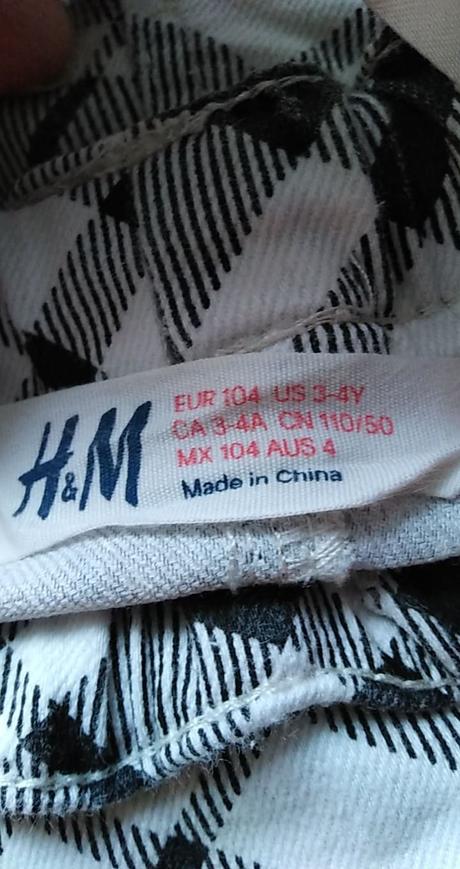 H&M
EUR 104 US 3-4Y
CA 3-4A CN 110/50
MX 104 AUS 4
Made in China